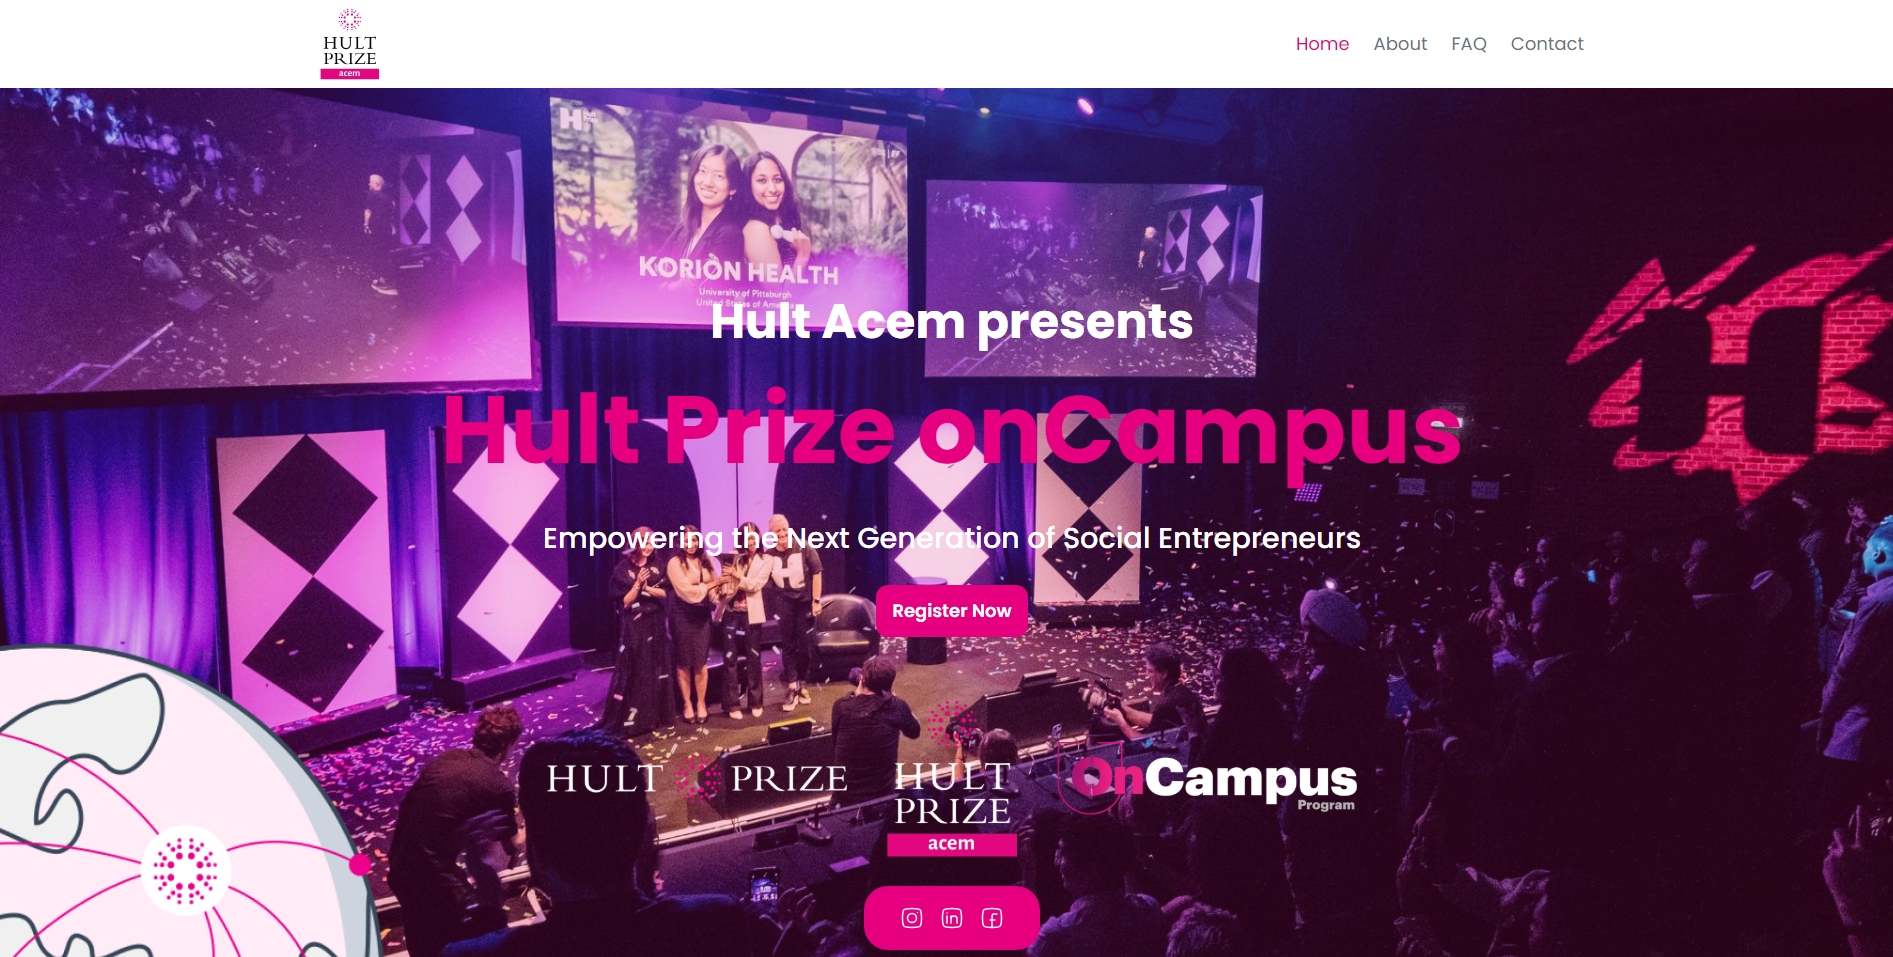 HULT
PRIZE
acem
Home
About
FAQ
Contact
H
KORION HEALTH
University of Pittsburgh
United States of America
Hult Acem presents
Hult Prize onCampus
Empowering the Next Generation of Social Entrepreneurs
H
H
Register Now
HULT PRIZE
HULT
PRIZE
acem
OnCampus
Program